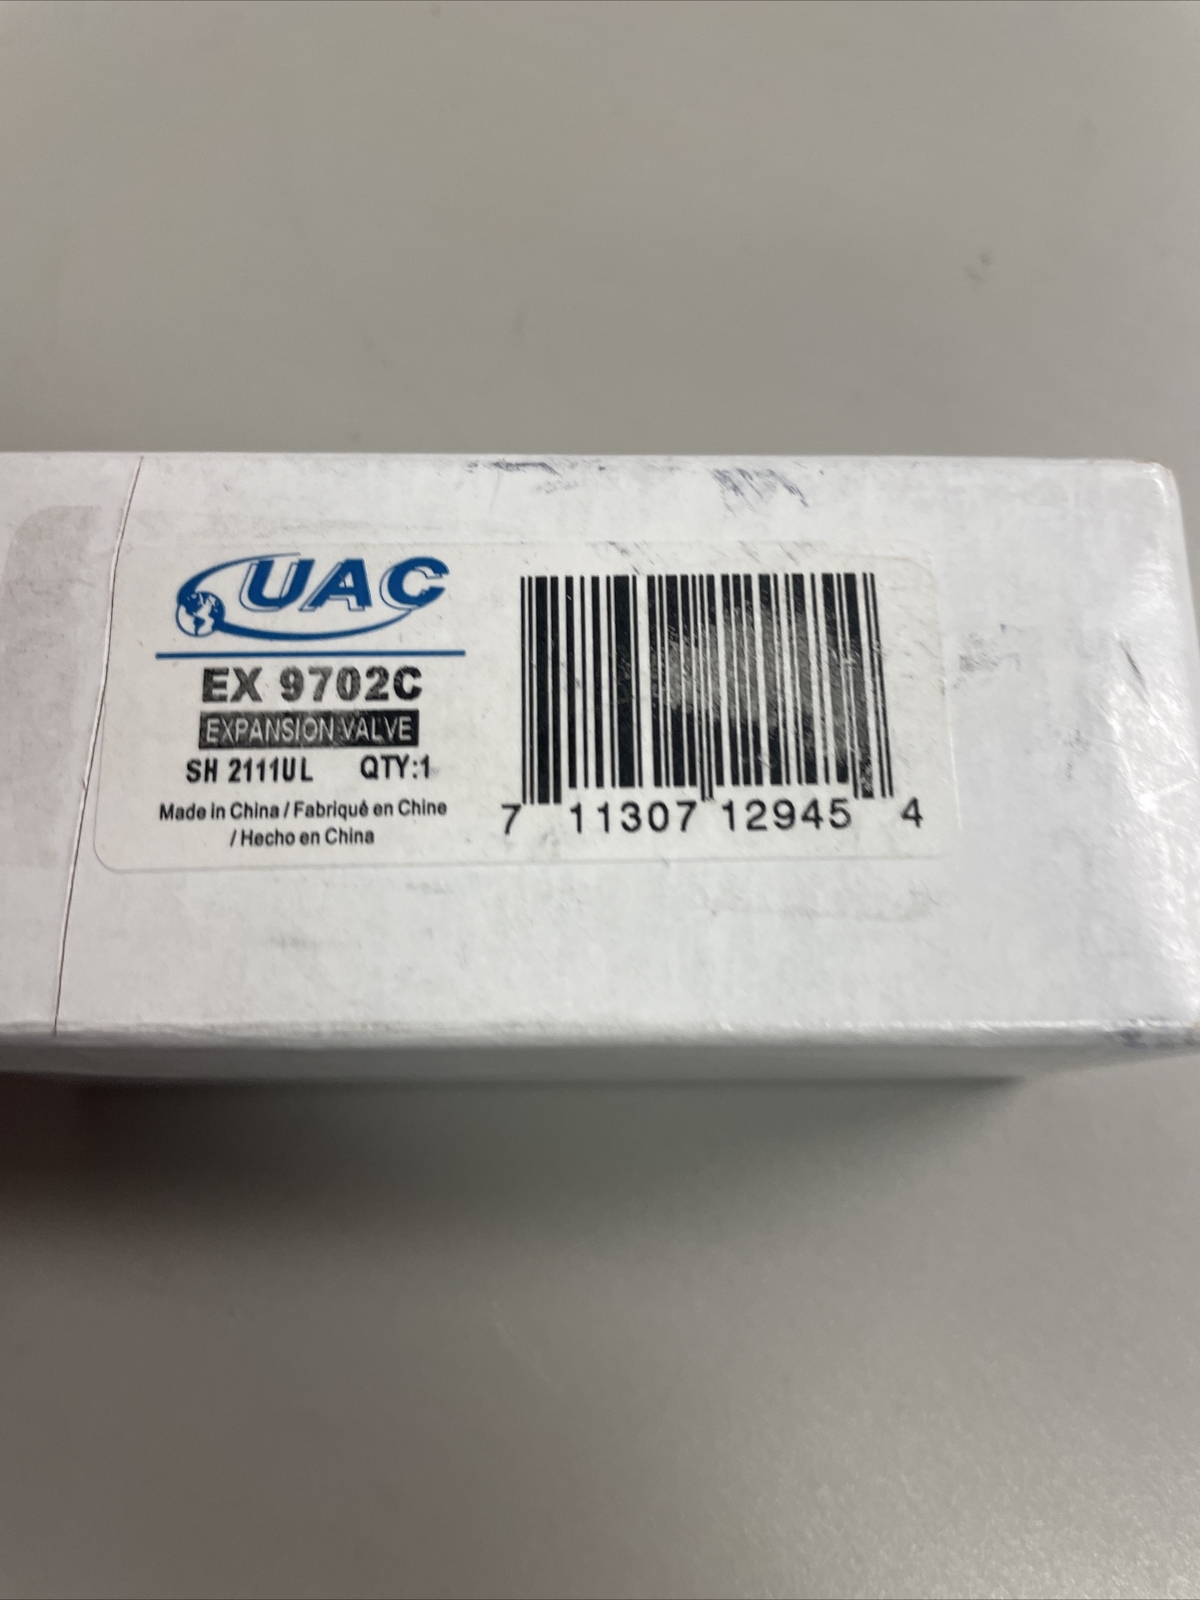 UAC
EX 9702C
EXPANSION VALVE
SH 2111UL QTY:1
Made in China / Fabriqué en Chine
/ Hecho en China
7 11307 12945 4